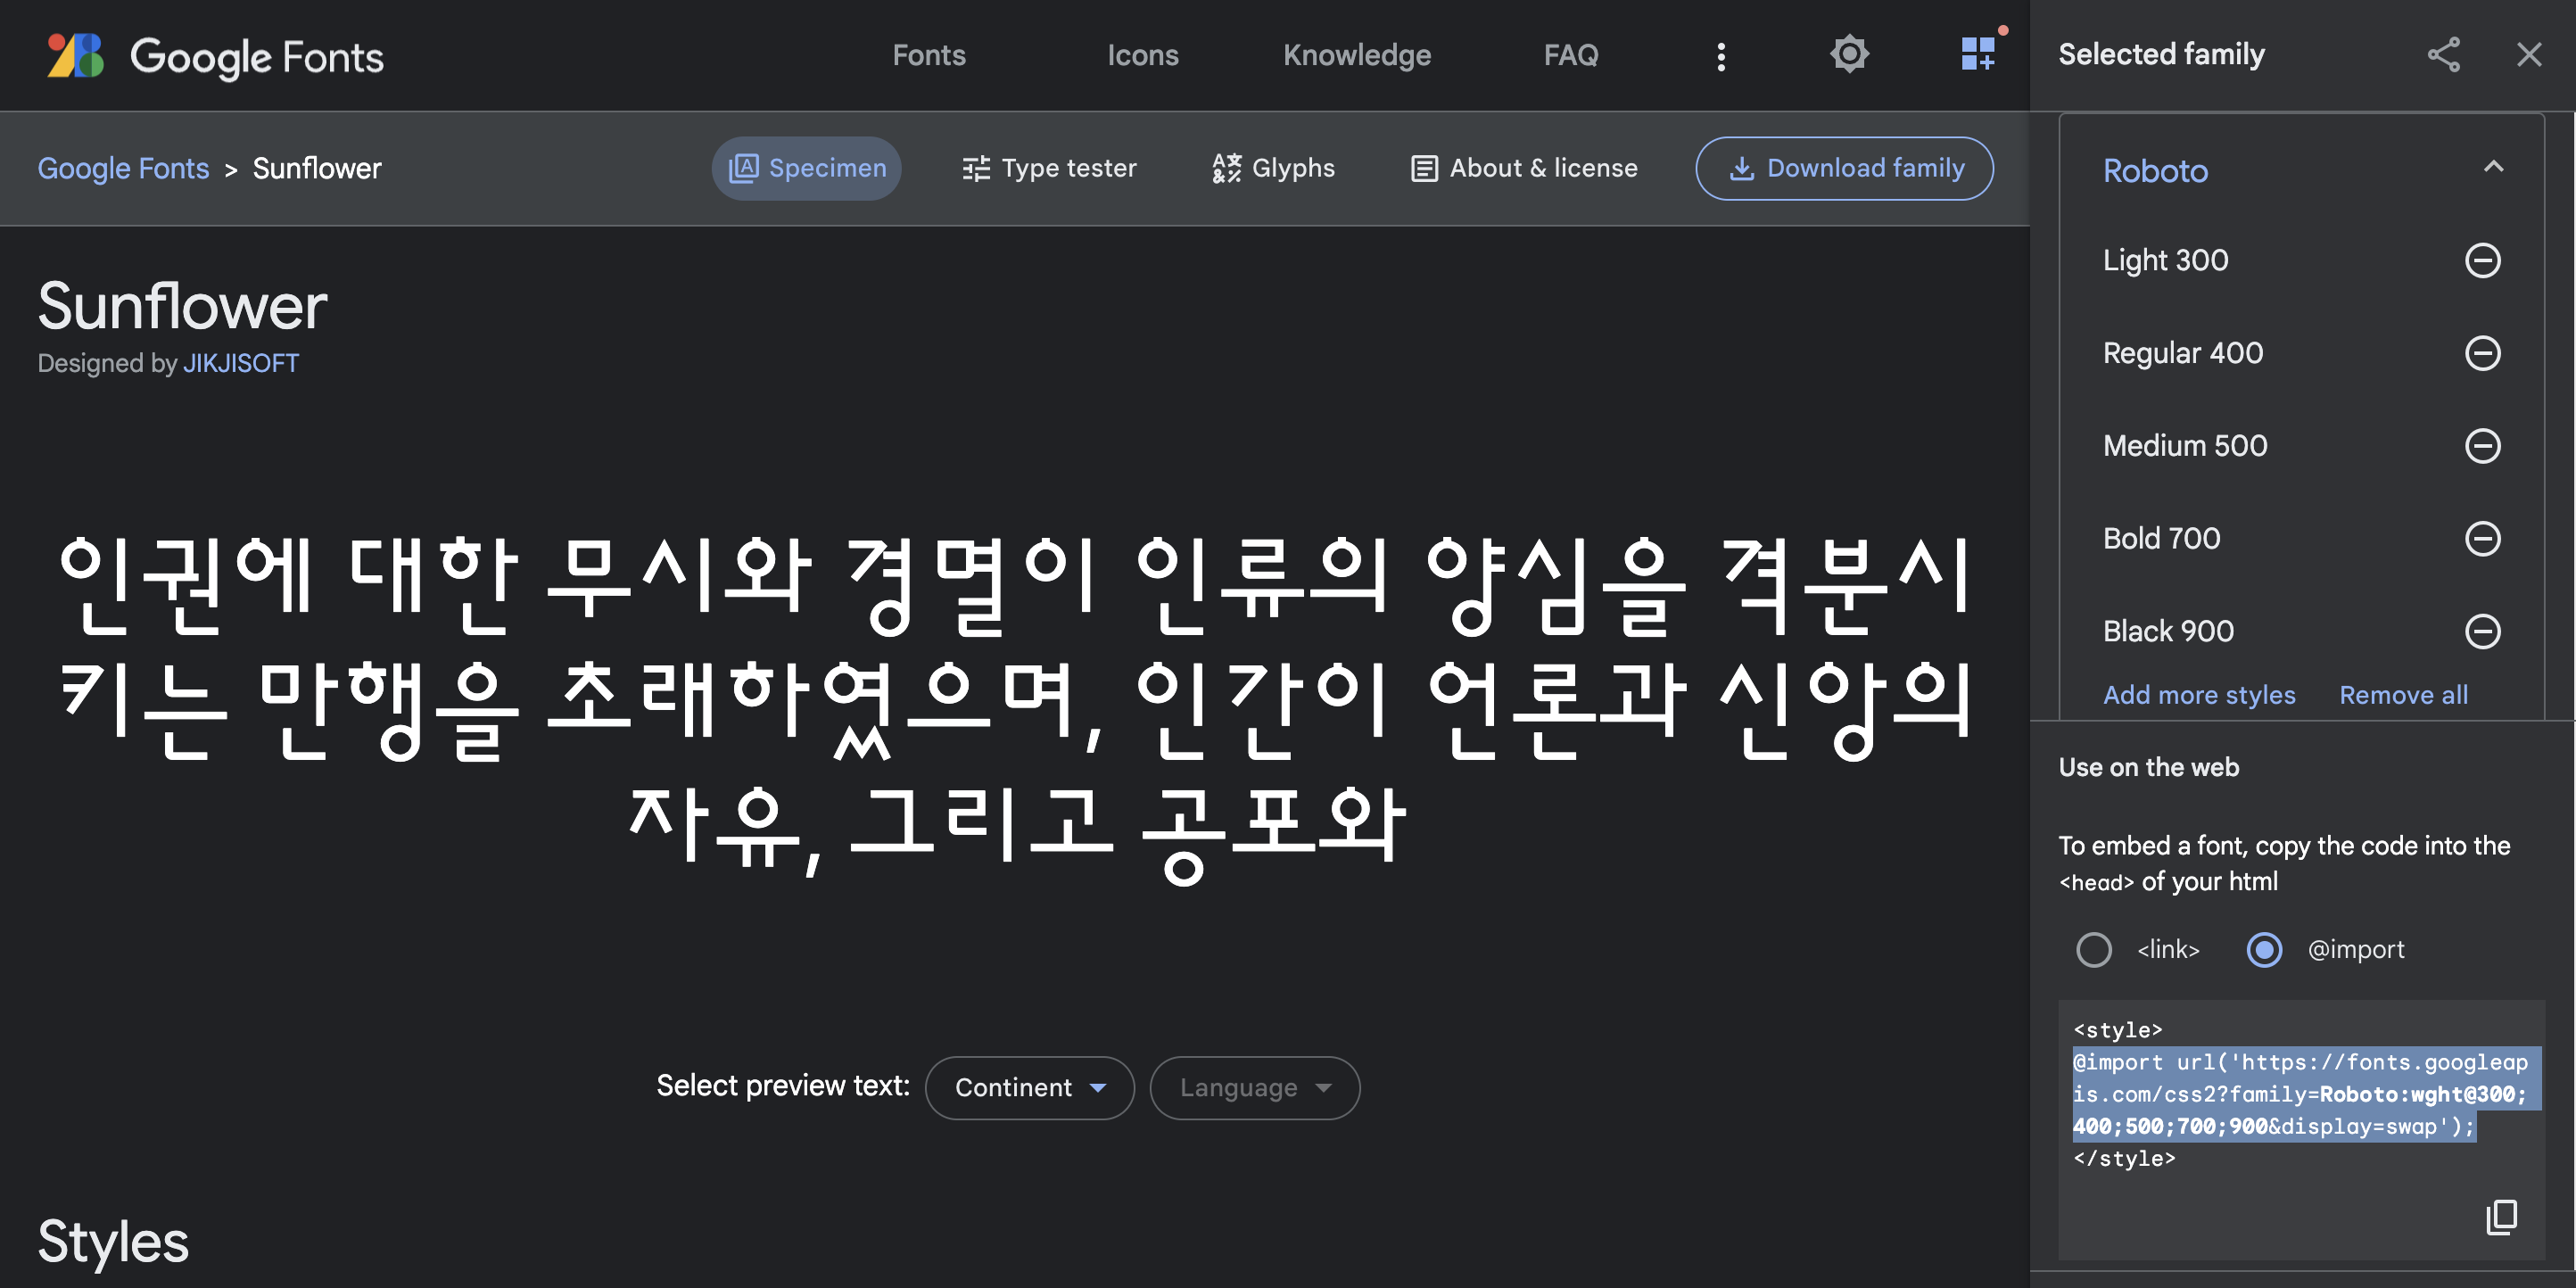 Google Fonts
Fonts
Icons
Knowledge
FAQ
Google Fonts > Sunflower
Specimen
Type tester
Glyphs
About & license
Download family
Sunflower
Designed by JIKJISOFT
인권에 대한 무시와 경멸이 인류의 양심을 격분시
키는 만행을 초래하였으며, 인간이 언론과 신앙의
자유, 그리고 공포와
Select preview text:
Continent
Language
Styles
Selected family
Roboto
Light 300
Regular 400
Medium 500
Bold 700
Black 900
Add more styles
Remove all
Use on the web
To embed a font, copy the code into the
<head> of your html
<link>
@import
<style>
@import url('https://fonts.googleap
is.com/css2?family=Roboto:wght@300;
400;500;700;900&display=swap');
</style>